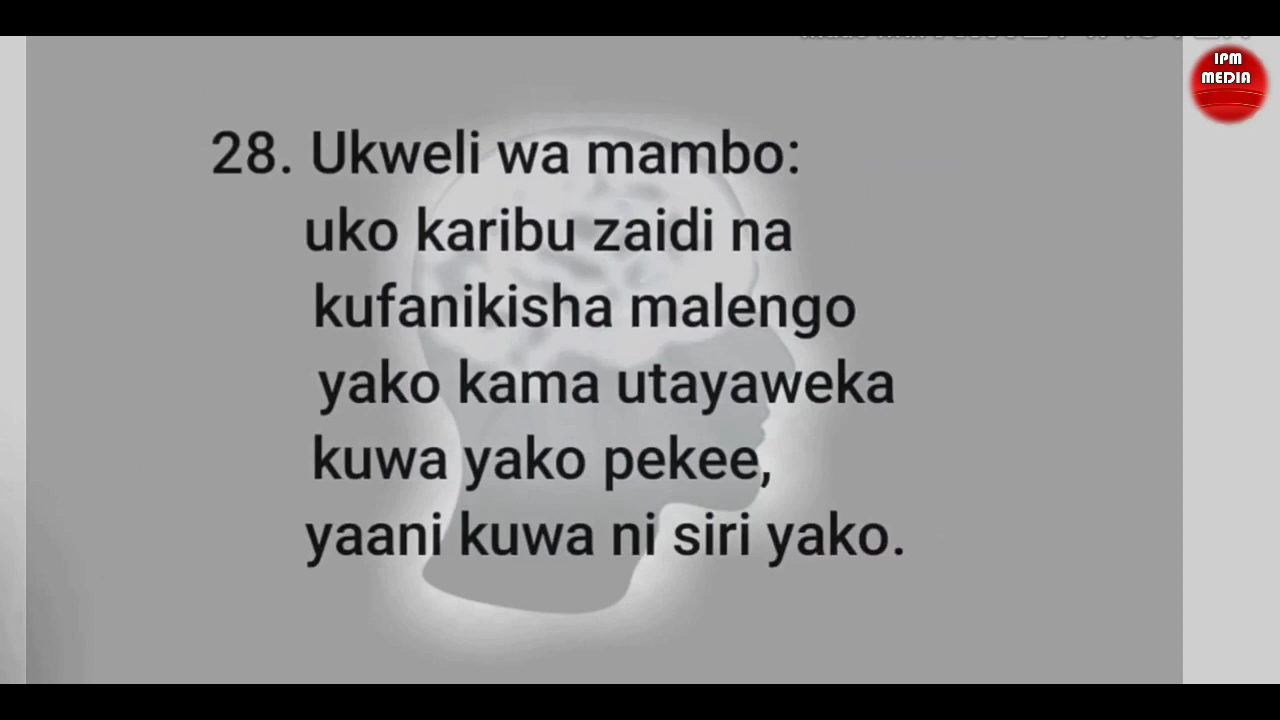 IPM
MEDIA
28. Ukweli wa mambo:
uko karibu zaidi na
kufanikisha malengo
yako kama utayaweka
kuwa yako pekee,
yaani kuwa ni siri yako.